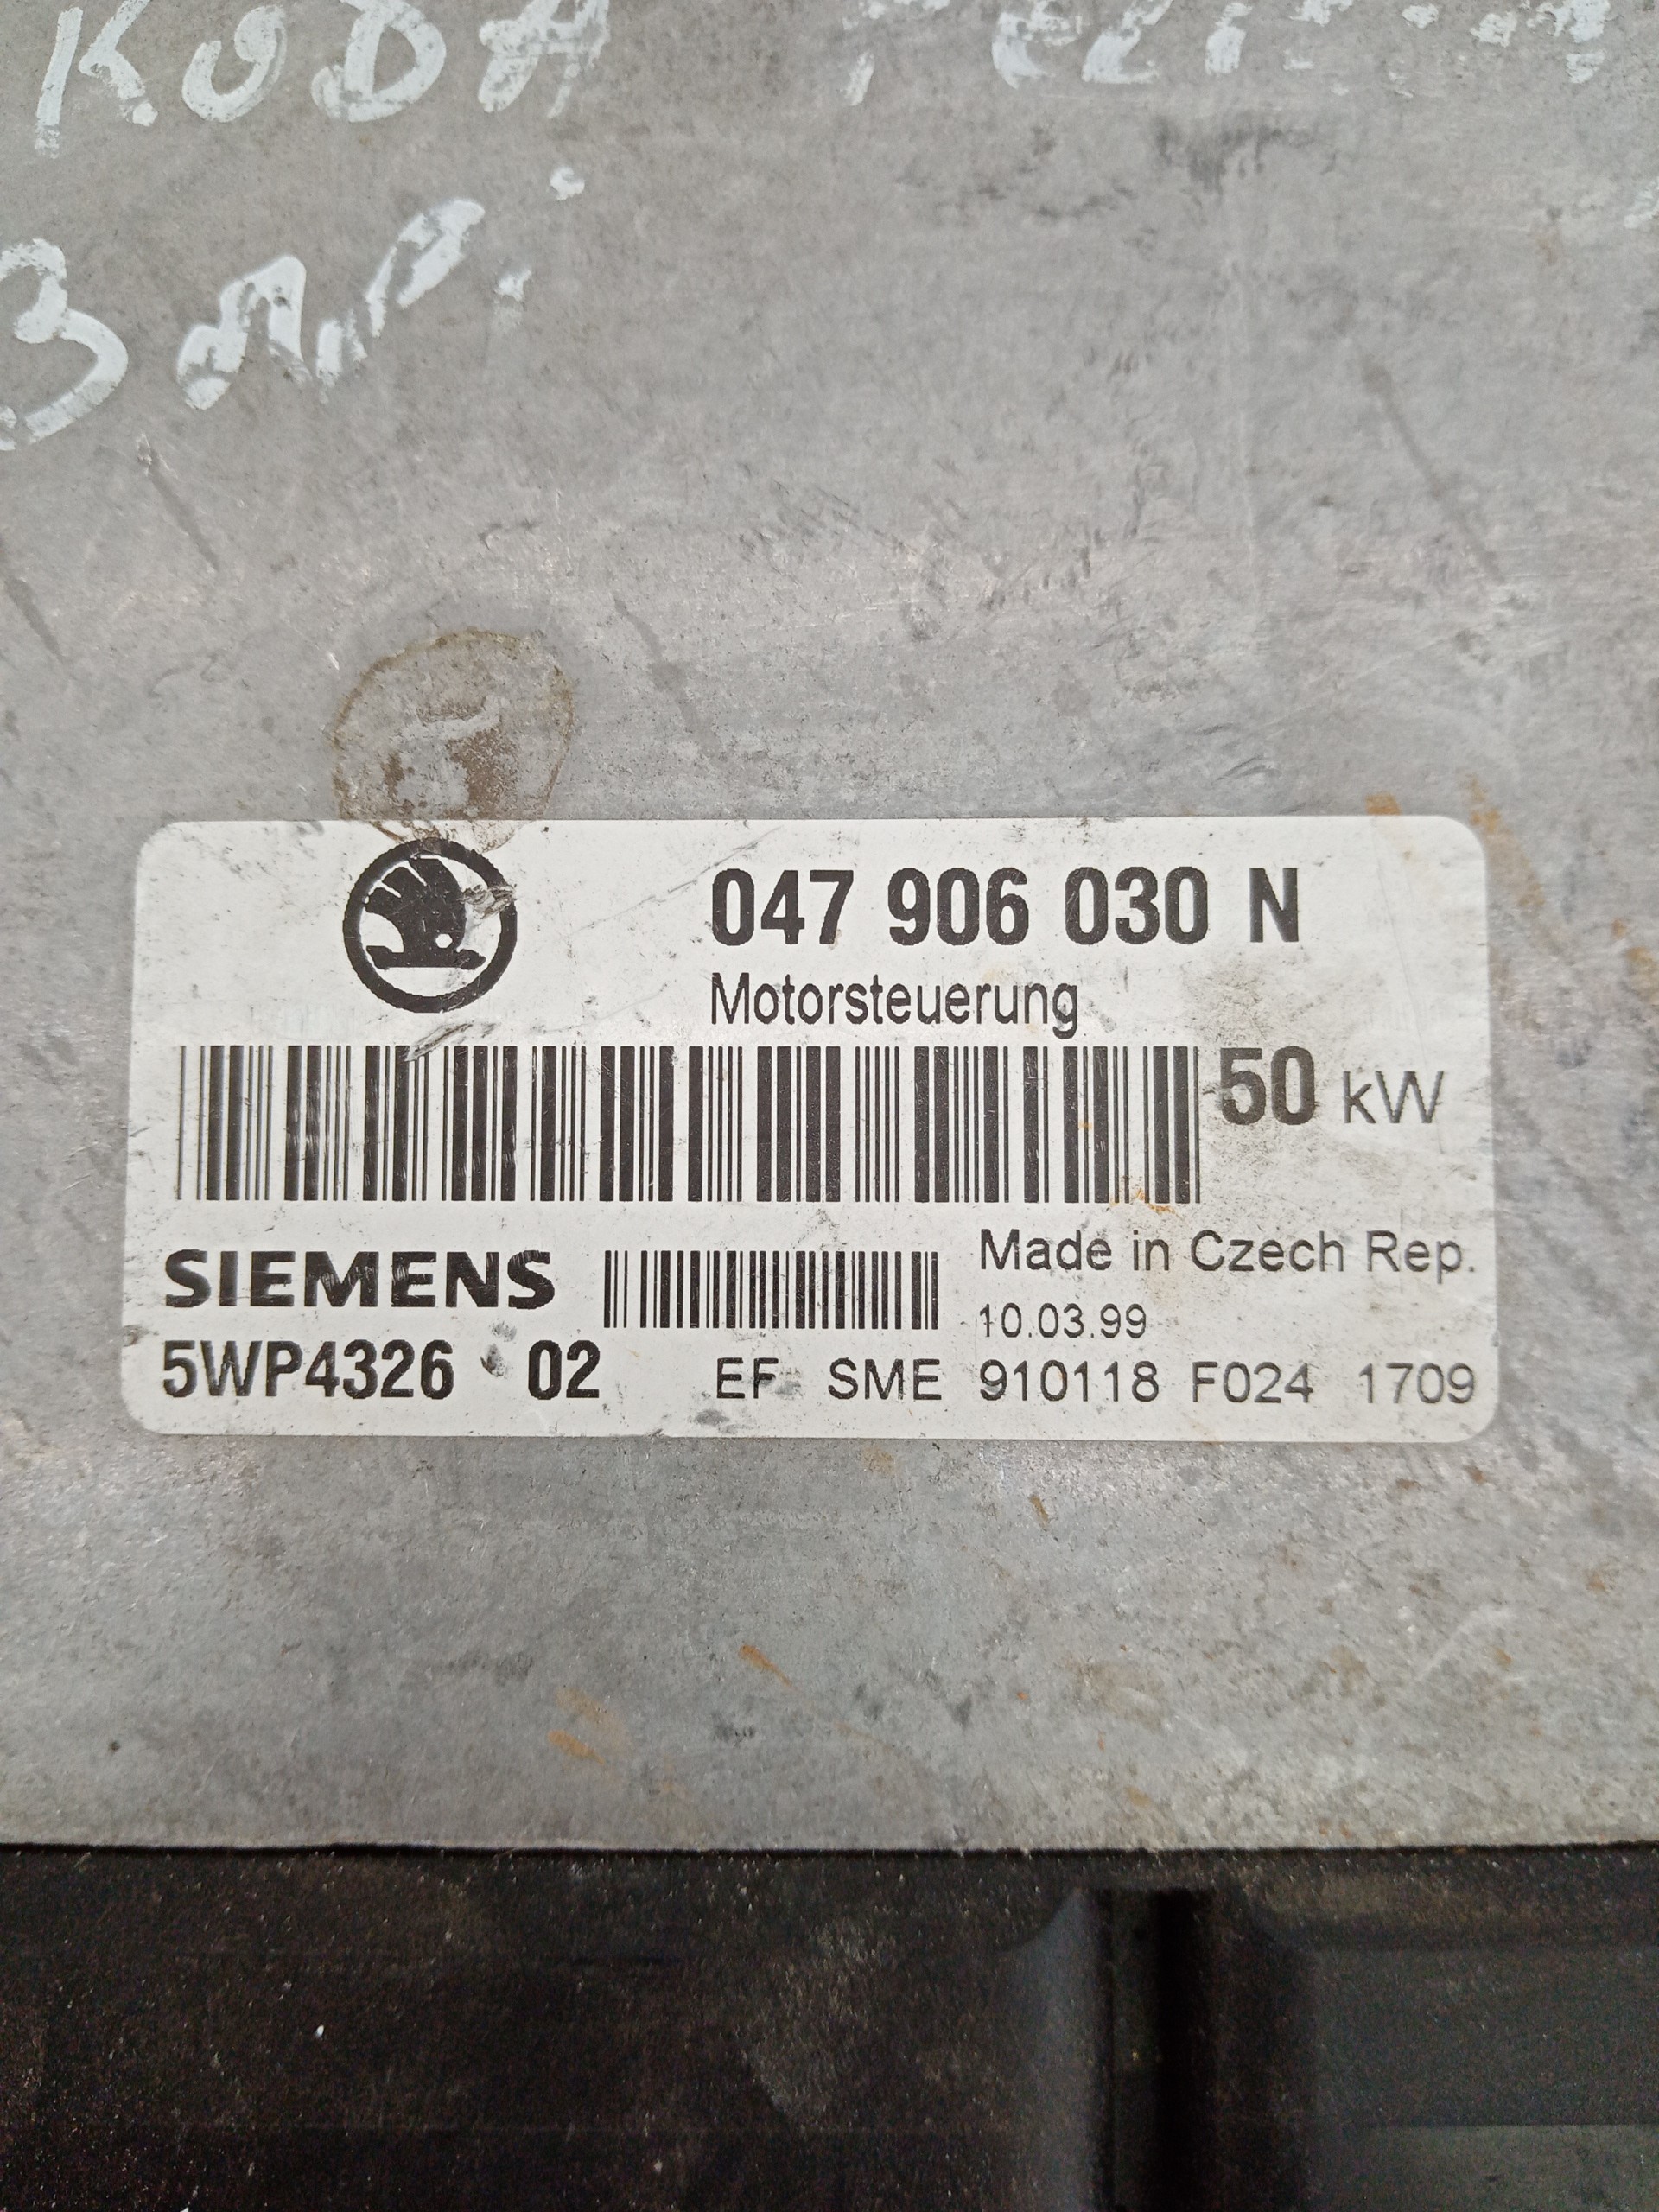 KODA
047 906 030 N
Motorsteuerung
50 kW
SIEMENS
Made in Czech Rep.
10.03.99
5WP4326 02
EF SME 910118 F024 1709